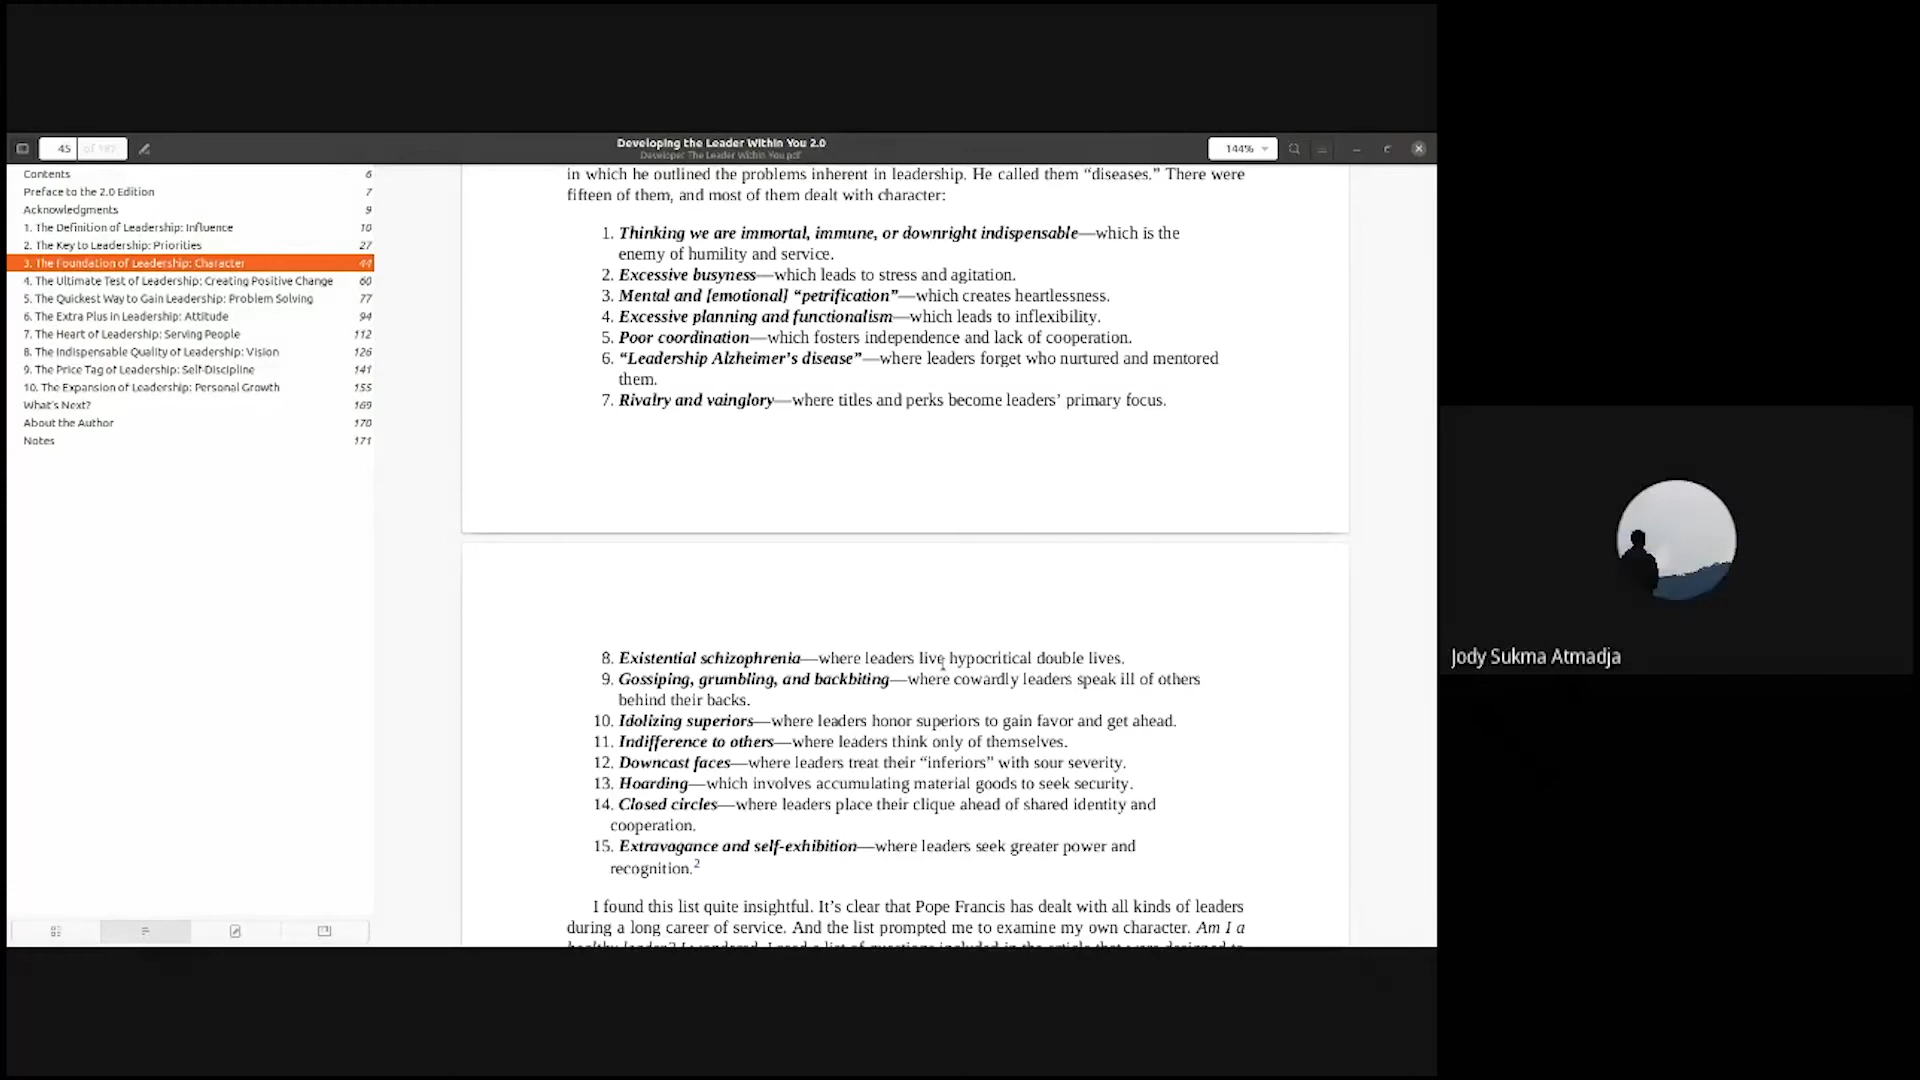 45 of 187
Developing the Leader Within You 2.0
Developer The Leader Within You.pdf
144%
Contents 6
Preface to the 2.0 Edition 7
Acknowledgments 9
1. The Definition of Leadership: Influence 10
2. The Key to Leadership: Priorities 27
3. The Foundation of Leadership: Character 44
4. The Ultimate Test of Leadership: Creating Positive Change 60
5. The Quickest Way to Gain Leadership: Problem Solving 77
6. The Extra Plus in Leadership: Attitude 94
7. The Heart of Leadership: Serving People 112
8. The Indispensable Quality of Leadership: Vision 126
9. The Price Tag of Leadership: Self-Discipline 141
10. The Expansion of Leadership: Personal Growth 155
What's Next? 169
About the Author 170
Notes 171
in which he outlined the problems inherent in leadership. He called them “diseases.” There were
fifteen of them, and most of them dealt with character:
1. Thinking we are immortal, immune, or downright indispensable—which is the
enemy of humility and service.
2. Excessive busyness—which leads to stress and agitation.
3. Mental and [emotional] “petrification”—which creates heartlessness.
4. Excessive planning and functionalism—which leads to inflexibility.
5. Poor coordination—which fosters independence and lack of cooperation.
6. “Leadership Alzheimer’s disease”—where leaders forget who nurtured and mentored
them.
7. Rivalry and vainglory—where titles and perks become leaders’ primary focus.
8. Existential schizophrenia—where leaders live hypocritical double lives.
9. Gossiping, grumbling, and backbiting—where cowardly leaders speak ill of others
behind their backs.
10. Idolizing superiors—where leaders honor superiors to gain favor and get ahead.
11. Indifference to others—where leaders think only of themselves.
12. Downcast faces—where leaders treat their “inferiors” with sour severity.
13. Hoarding—which involves accumulating material goods to seek security.
14. Closed circles—where leaders place their clique ahead of shared identity and
cooperation.
15. Extravagance and self-exhibition—where leaders seek greater power and
recognition.2
I found this list quite insightful. It’s clear that Pope Francis has dealt with all kinds of leaders
during a long career of service. And the list prompted me to examine my own character. Am I a
Jody Sukma Atmadja